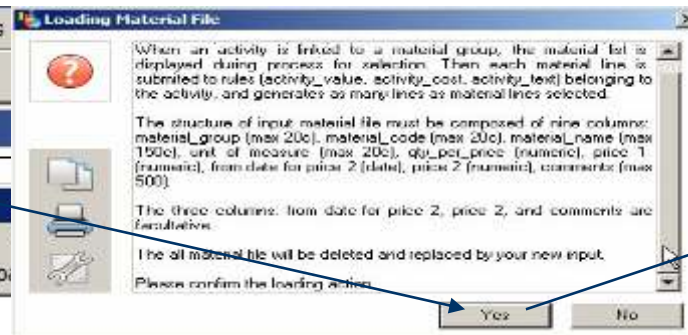 Loading Material File
When an activity is linked to a material group, the material list is
displayed during process for selection. Then each material line is
submited to rules (activity_value, activity_cost, activity_text) belonging to
the activity, and generates as many lines as material lines selected.
The structure of input material file must be composed of nine columns:
material_group (max 20c), material_code (max 20c), material_name (max
150c), unit of measure (max 20c), qty_per_price (numeric), price 1
(numeric), from date for price 2 (date), price 2 (numeric), comments (max
500)
The three columns: from date for price 2, price 2, and comments are
facultative.
The all material file will be deleted and replaced by your new input.
Please confirm the loading action
Yes
No